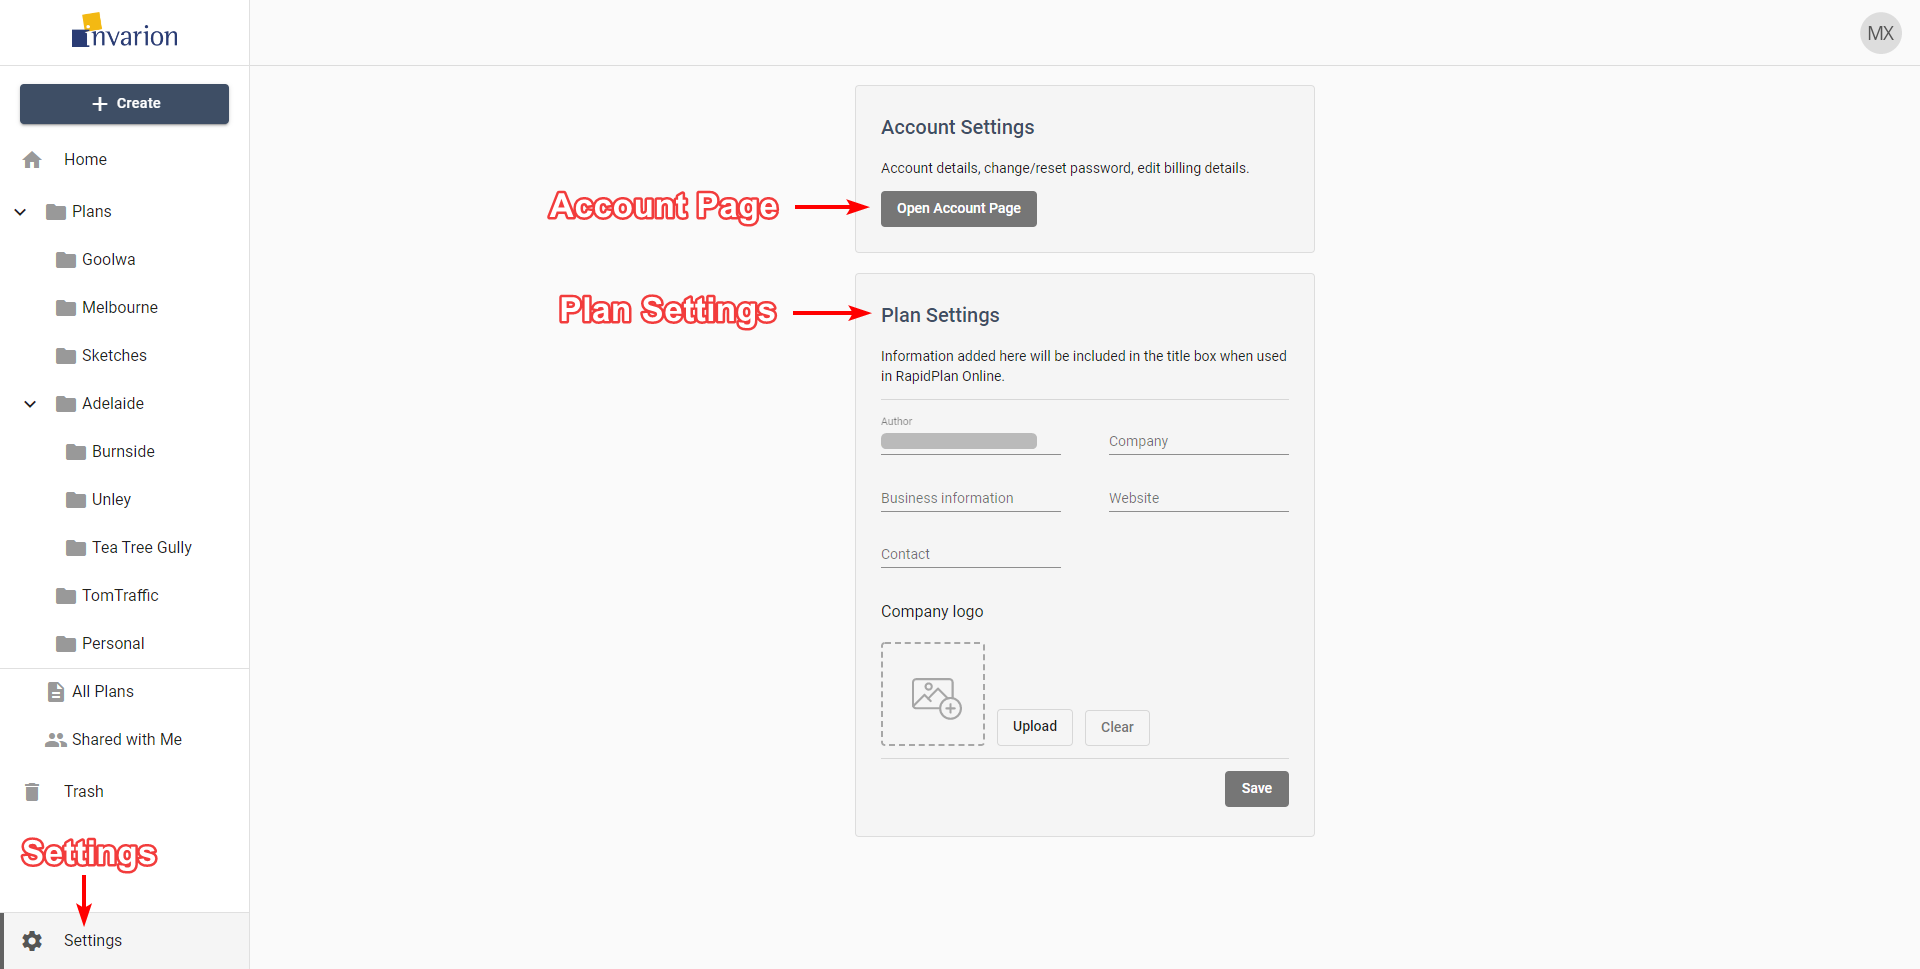 invarion
MX
Create
Home
Plans
Goolwa
Melbourne
Sketches
Adelaide
Burnside
Unley
Tea Tree Gully
TomTraffic
Personal
All Plans
Shared with Me
Trash
Settings
Settings
Account Settings
Account details, change/reset password, edit billing details.
Account Page
Open Account Page
Plan Settings
Plan Settings
Information added here will be included in the title box when used
in RapidPlan Online.
Author
Company
Business information
Website
Contact
Company logo
Upload
Clear
Save